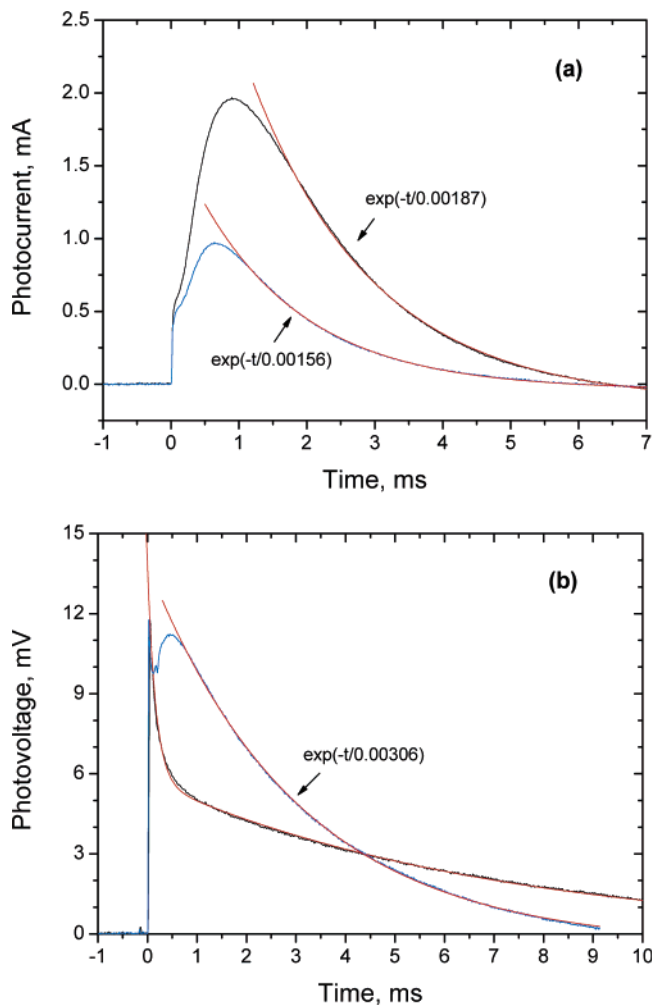 (a)
Photocurrent, mA
2.5
2.0
1.5
1.0
0.5
0.0
exp(-t/0.00187)
exp(-t/0.00156)
-1 0 1 2 3 4 5 6 7
Time, ms
(b)
Photovoltage, mV
15
12
9
6
3
0
exp(-t/0.00306)
-1 0 1 2 3 4 5 6 7 8 9 10
Time, ms